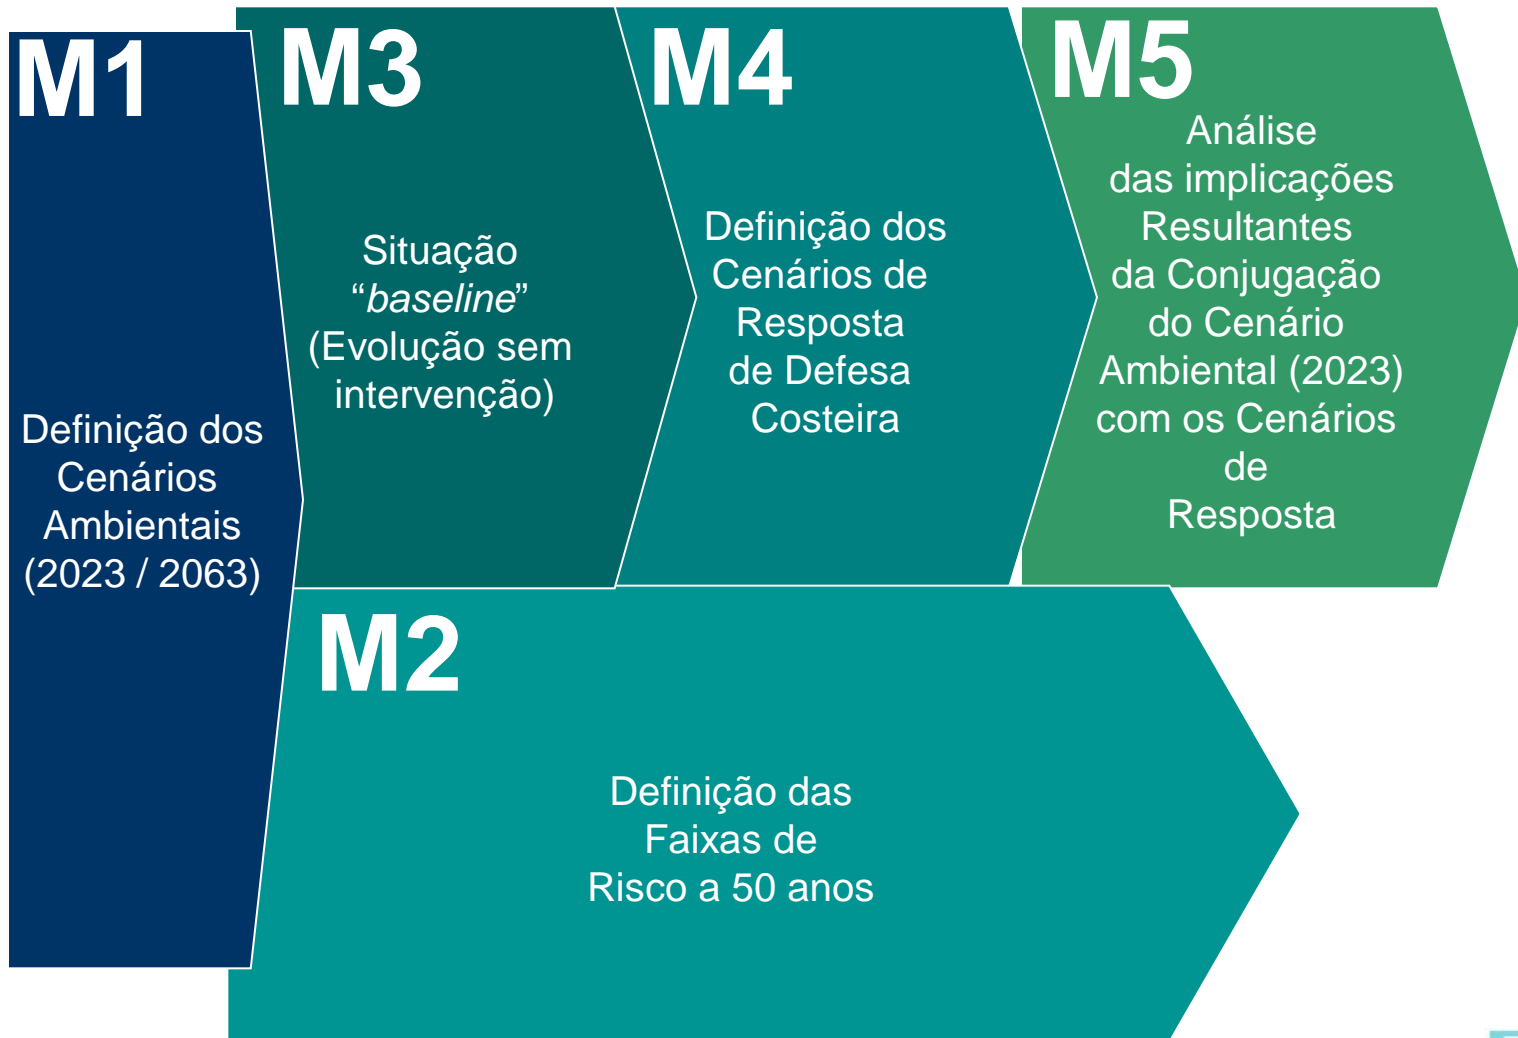 M1
Definição dos
Cenários
Ambientais
(2023 / 2063)
M3
Situação
“baseline”
(Evolução sem
intervenção)
M4
Definição dos
Cenários de
Resposta
de Defesa
Costeira
M5
Análise
das implicações
Resultantes
da Conjugação
do Cenário
Ambiental (2023)
com os Cenários
de
Resposta
M2
Definição das
Faixas de
Risco a 50 anos